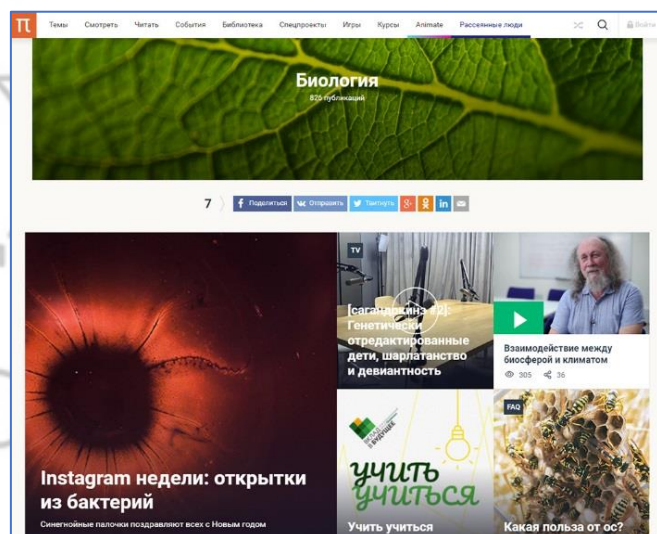 π
Темы Смотреть Читать События Библиотека Спецпроекты Игры Курсы Animate Рассеянные люди Войти
Биология
826 публикаций
7 Поделиться Отправить Твитнуть
TV
[сагандокинз #2]:
Генетически
отредактированные
дети, шарлатанство
и девиантность
Взаимодействие между
биосферой и климатом
305 36
Instagram недели: открытки
из бактерий
Синегнойные палочки поздравляют всех с Новым годом
ВКЛАД
В БУДУЩЕЕ
УЧИТЬ
УЧИТЬСЯ
Учить учиться
FAQ
Какая польза от ос?